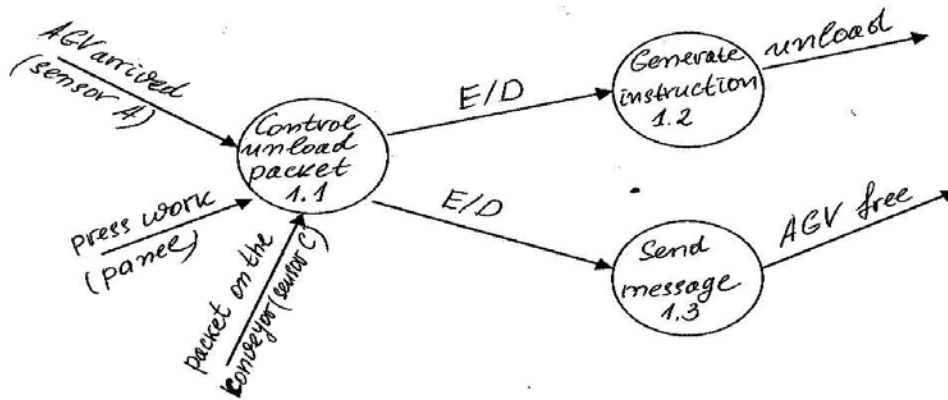 AGV arrived
(sensor A)
press work
(panel)
packet on the
conveyor (sensor C)
Control
unload
packet
1.1
E/D
E/D
Generate
instruction
1.2
unload
Send
message
1.3
AGV free